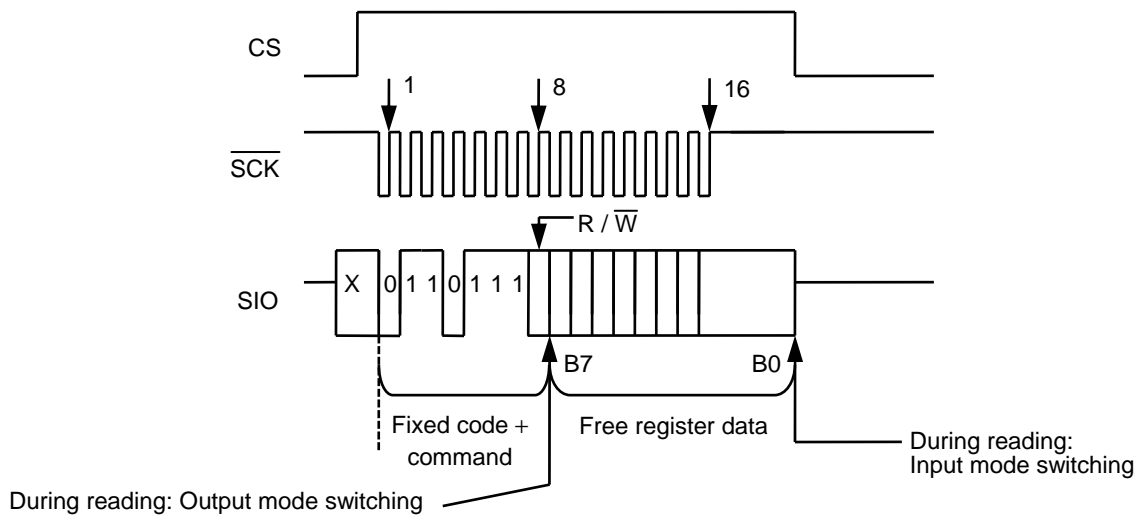 CS
1 8 16
SCK
R / W
SIO
X 0 1 1 0 1 1 1
B7 B0
Fixed code +
command
Free register data
During reading:
Input mode switching
During reading: Output mode switching